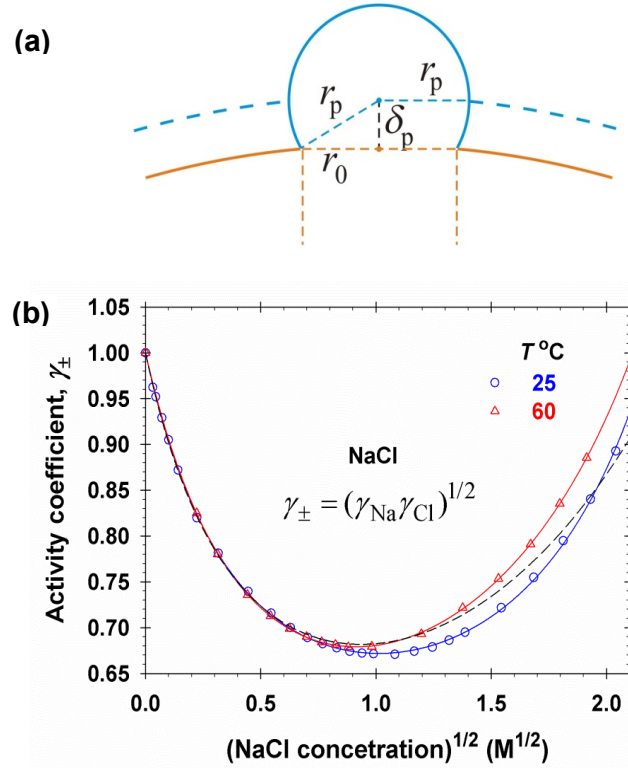 (a)
r_p
r_p
δ_p
r_0
(b)
1.05
1.00
0.95
0.90
0.85
0.80
0.75
0.70
0.65
Activity coefficient, γ±
T °C
25
60
NaCl
γ± = (γ_Na γ_Cl)^1/2
0.0 0.5 1.0 1.5 2.0
(NaCl concetration)^1/2 (M^1/2)